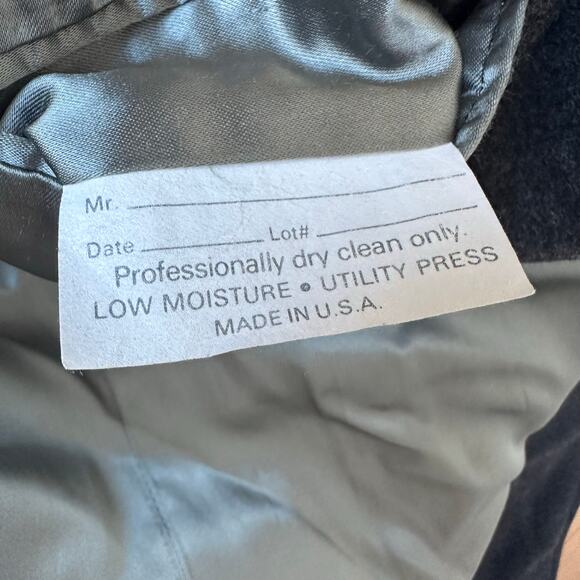 Mr.
Date Lot#
Professionally dry clean only.
LOW MOISTURE • UTILITY PRESS
MADE IN U.S.A.